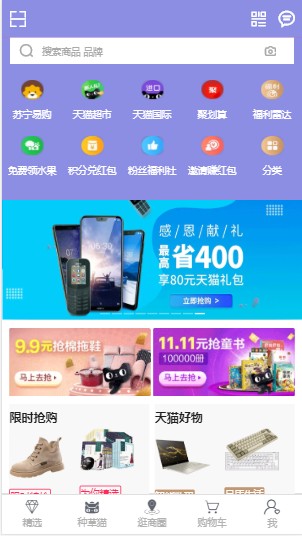 搜索商品 品牌
进口
聚
苏宁易购 天猫超市 天猫国际 聚划算 福利富达
免费领水果 积分兑红包 粉丝福利社 邀请赚红包 分类
感恩献礼
最高省400
享80元天猫礼包
立即抢购 >
9.9元抢棉拖鞋
马上去抢 >
11.11元抢童书
100000册
马上去抢 >
限时抢购 天猫好物
精选 种草猫 逛商圈 购物车 我